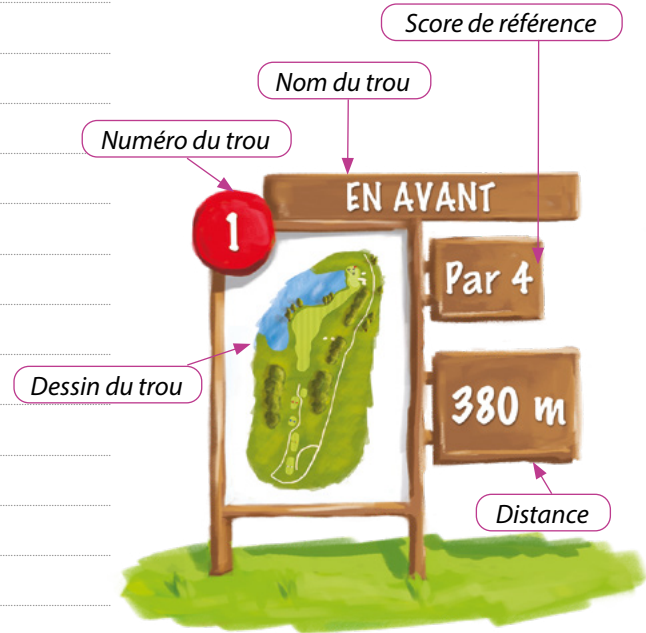 Score de référence
Nom du trou
Numéro du trou
EN AVANT
1
Par 4
Dessin du trou
380 m
Distance